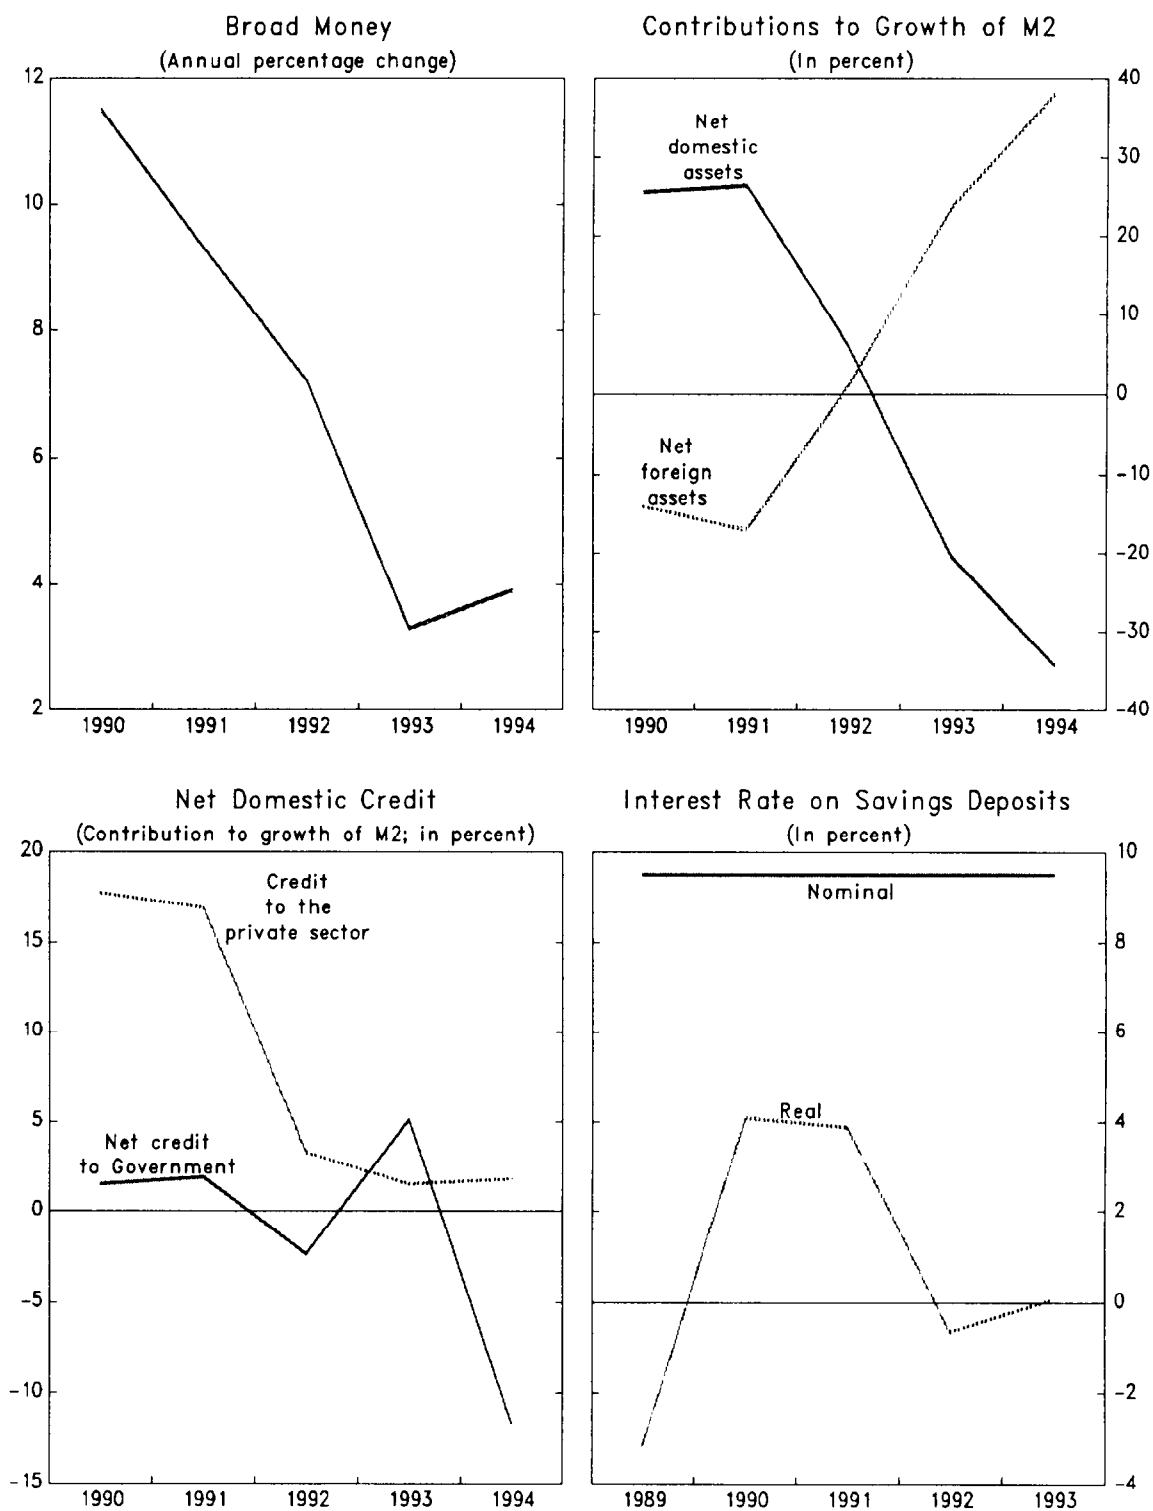 Broad Money
(Annual percentage change)
12
10
8
6
4
2
1990 1991 1992 1993 1994
Contributions to Growth of M2
(In percent)
Net
domestic
assets
Net
foreign
assets
40
30
20
10
0
-10
-20
-30
-40
1990 1991 1992 1993 1994
Net Domestic Credit
(Contribution to growth of M2; in percent)
20
15
10
5
0
-5
-10
-15
Credit
to the
private sector
Net credit
to Government
1990 1991 1992 1993 1994
Interest Rate on Savings Deposits
(In percent)
Nominal
Real
10
8
6
4
2
0
-2
-4
1989 1990 1991 1992 1993